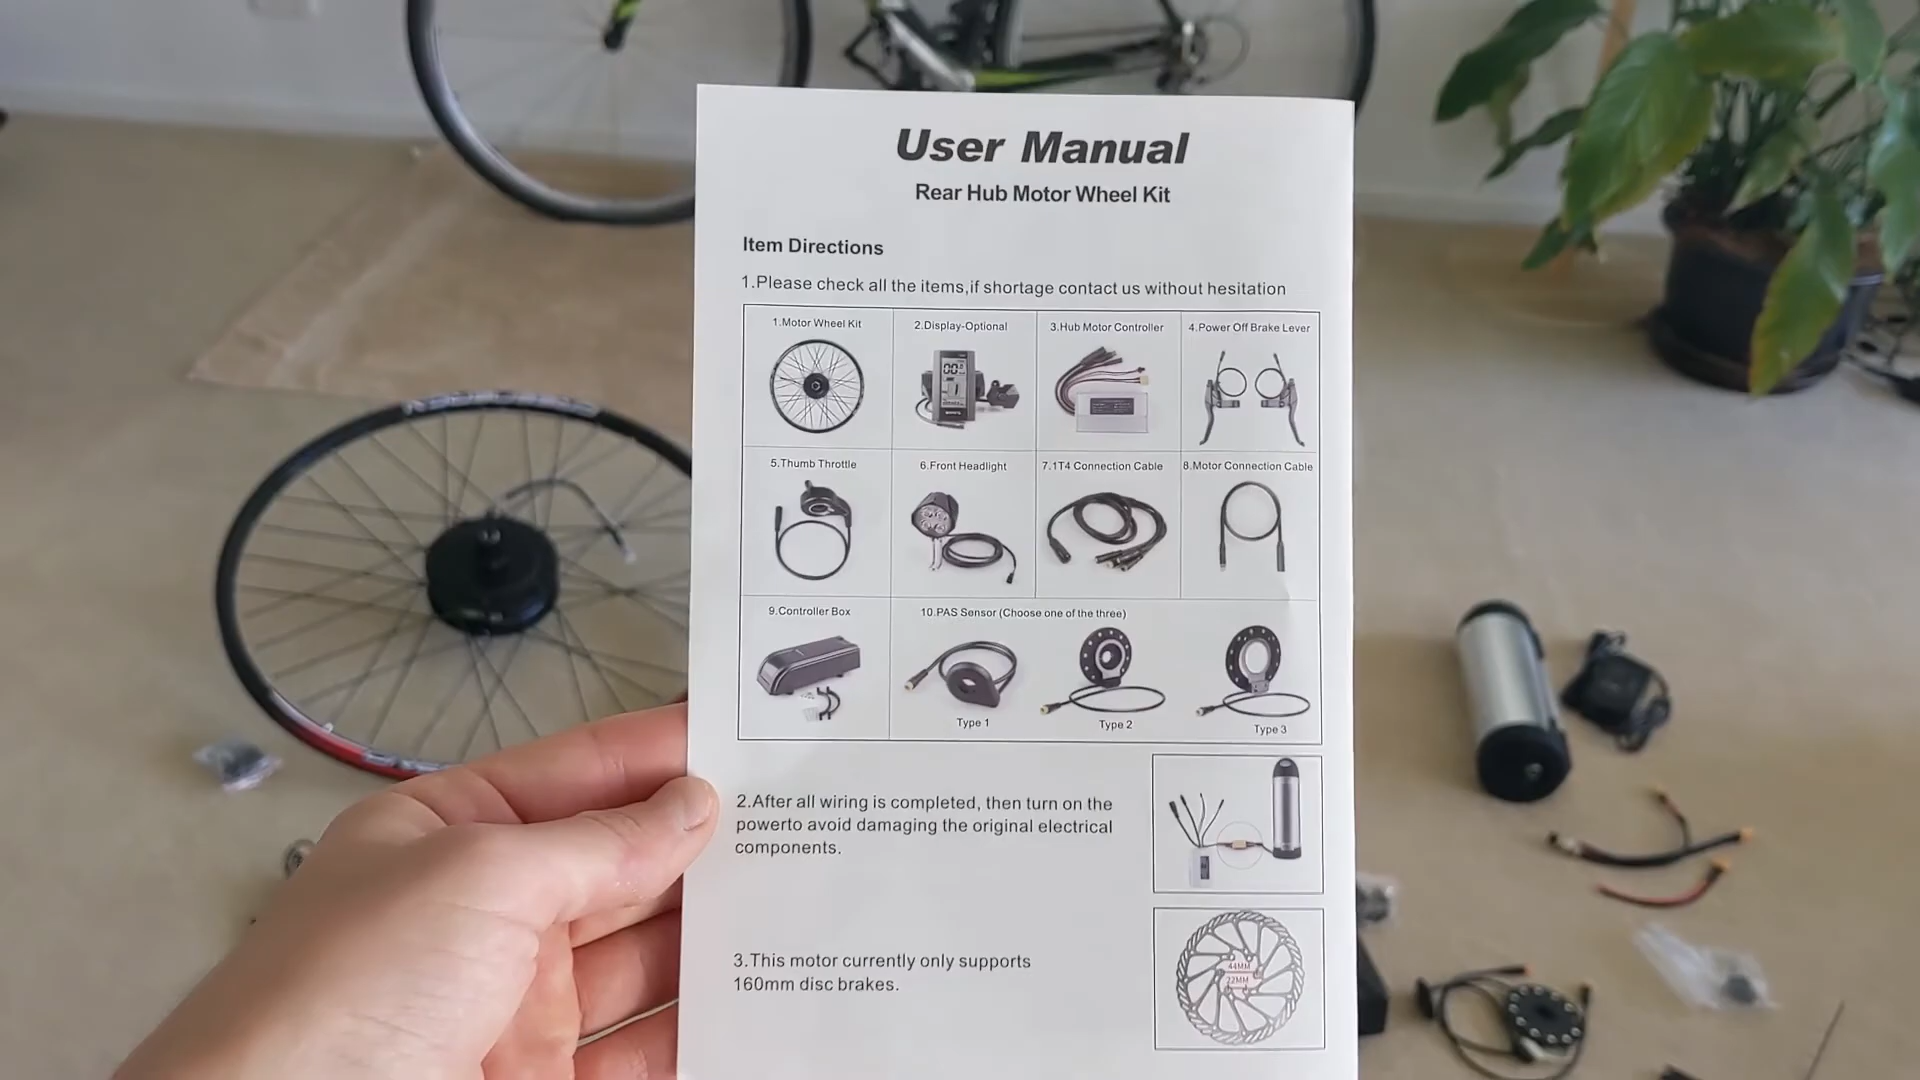 User Manual
Rear Hub Motor Wheel Kit
Item Directions
1.Please check all the items,if shortage contact us without hesitation
1.Motor Wheel Kit
2.Display-Optional
3.Hub Motor Controller
4.Power Off Brake Lever
5.Thumb Throttle
6.Front Headlight
7.1T4 Connection Cable
8.Motor Connection Cable
9.Controller Box
10.PAS Sensor (Choose one of the three)
Type 1
Type 2
Type 3
2.After all wiring is completed, then turn on the
powerto avoid damaging the original electrical
components.
3.This motor currently only supports
160mm disc brakes.
44MM
22MM